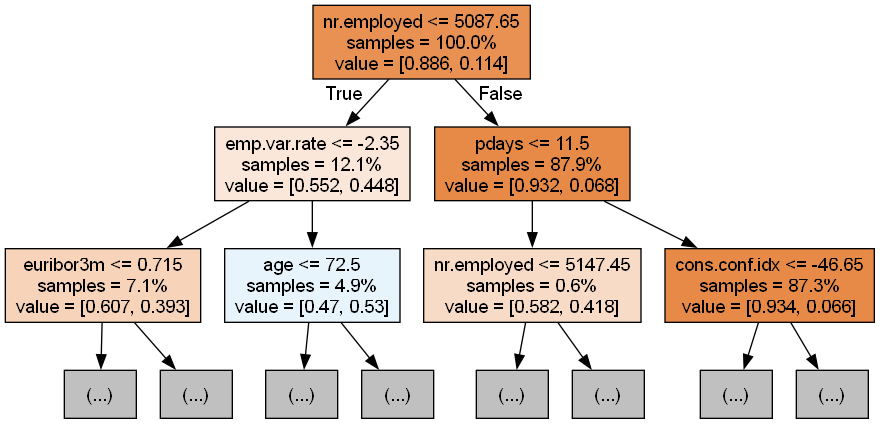 nr.employed <= 5087.65
samples = 100.0%
value = [0.886, 0.114]
True
False
emp.var.rate <= -2.35
samples = 12.1%
value = [0.552, 0.448]
pdays <= 11.5
samples = 87.9%
value = [0.932, 0.068]
euribor3m <= 0.715
samples = 7.1%
value = [0.607, 0.393]
age <= 72.5
samples = 4.9%
value = [0.47, 0.53]
nr.employed <= 5147.45
samples = 0.6%
value = [0.582, 0.418]
cons.conf.idx <= -46.65
samples = 87.3%
value = [0.934, 0.066]
(...)
(...)
(...)
(...)
(...)
(...)
(...)
(...)